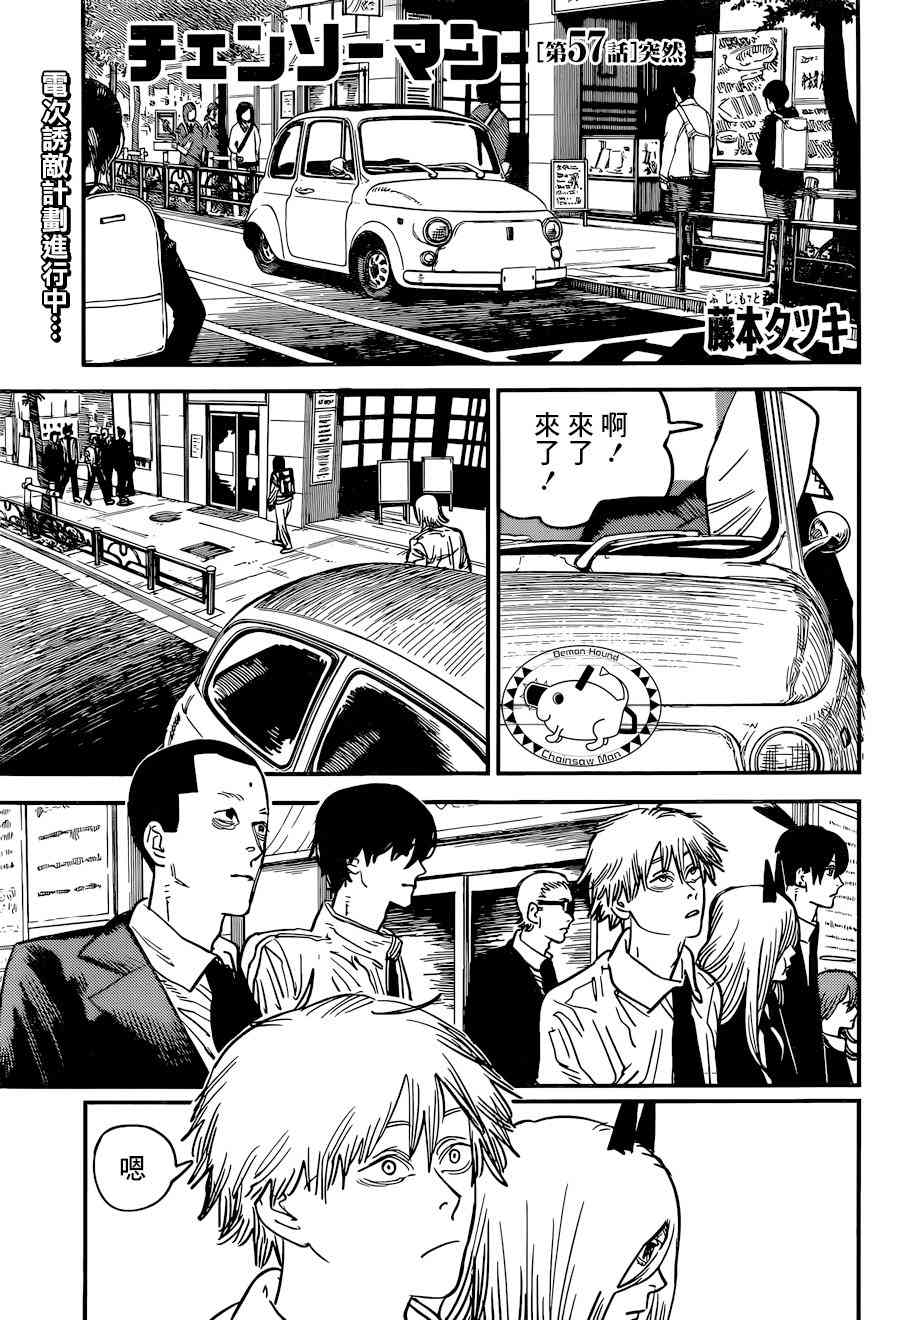 チェンソーマン
[第57話]突然
電次誘敵計劃進行中…
ふじもと
藤本タツキ
啊！
來了，
來了！
Demon Hound
Chainsaw Man
嗯